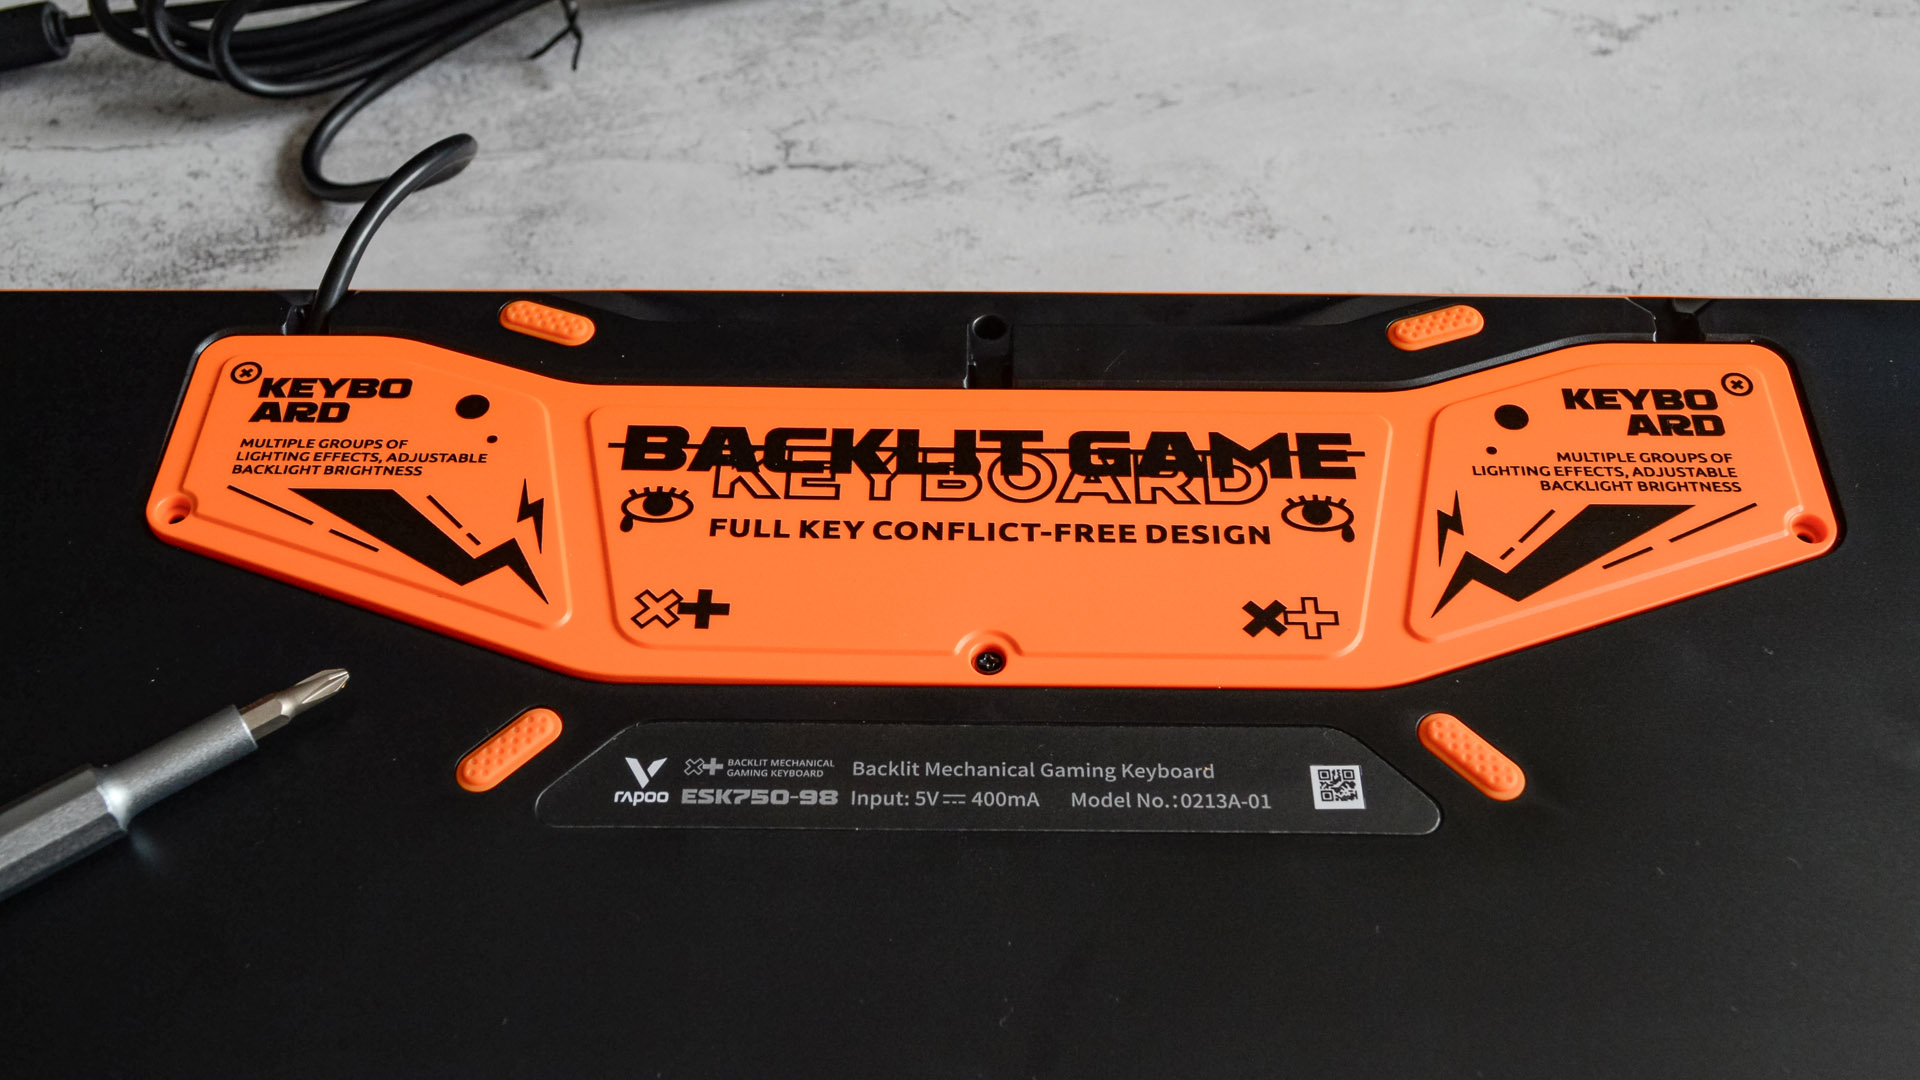 KEYBO
ARD
MULTIPLE GROUPS OF
LIGHTING EFFECTS, ADJUSTABLE
BACKLIGHT BRIGHTNESS
BACKLIT GAME
KEYBOARD
FULL KEY CONFLICT-FREE DESIGN
KEYBO
ARD
MULTIPLE GROUPS OF
LIGHTING EFFECTS, ADJUSTABLE
BACKLIGHT BRIGHTNESS
rapoo
BACKLIT MECHANICAL
GAMING KEYBOARD
ESK750-98
Backlit Mechanical Gaming Keyboard
Input: 5V⎓400mA Model No.:0213A-01